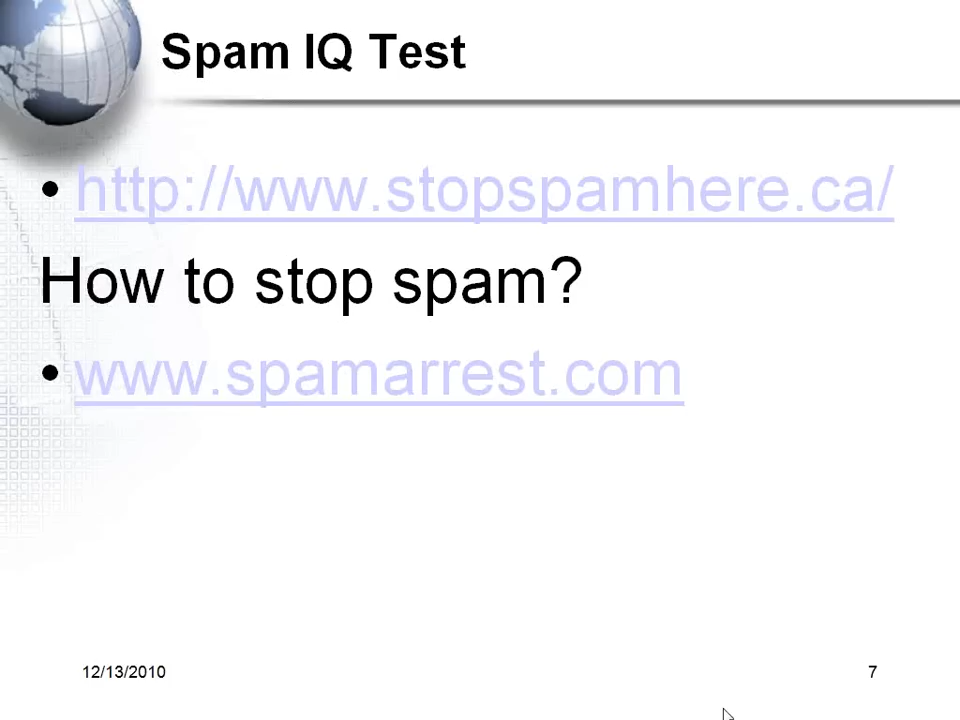 Spam IQ Test
• http://www.stopspamhere.ca/
How to stop spam?
• www.spamarrest.com
12/13/2010
7